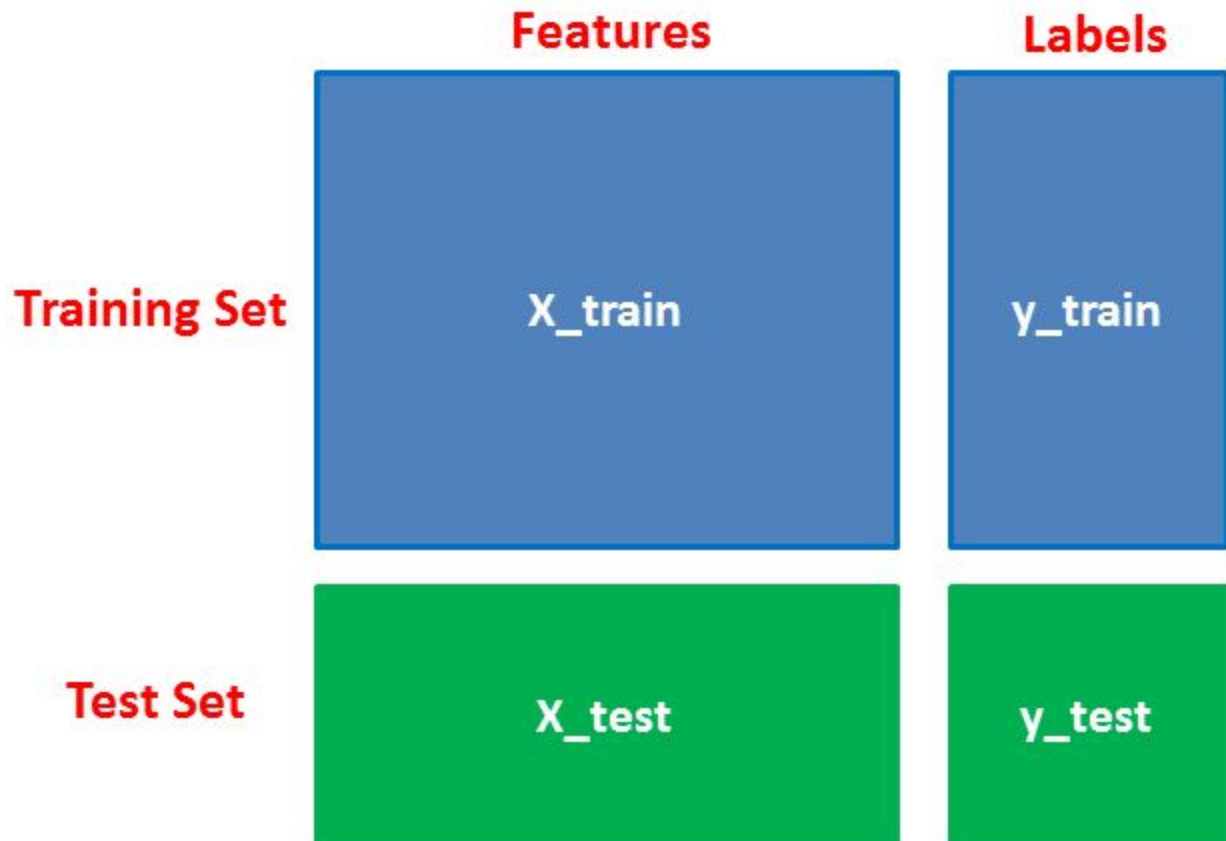 Features
Labels
Training Set
X_train
y_train
Test Set
X_test
y_test